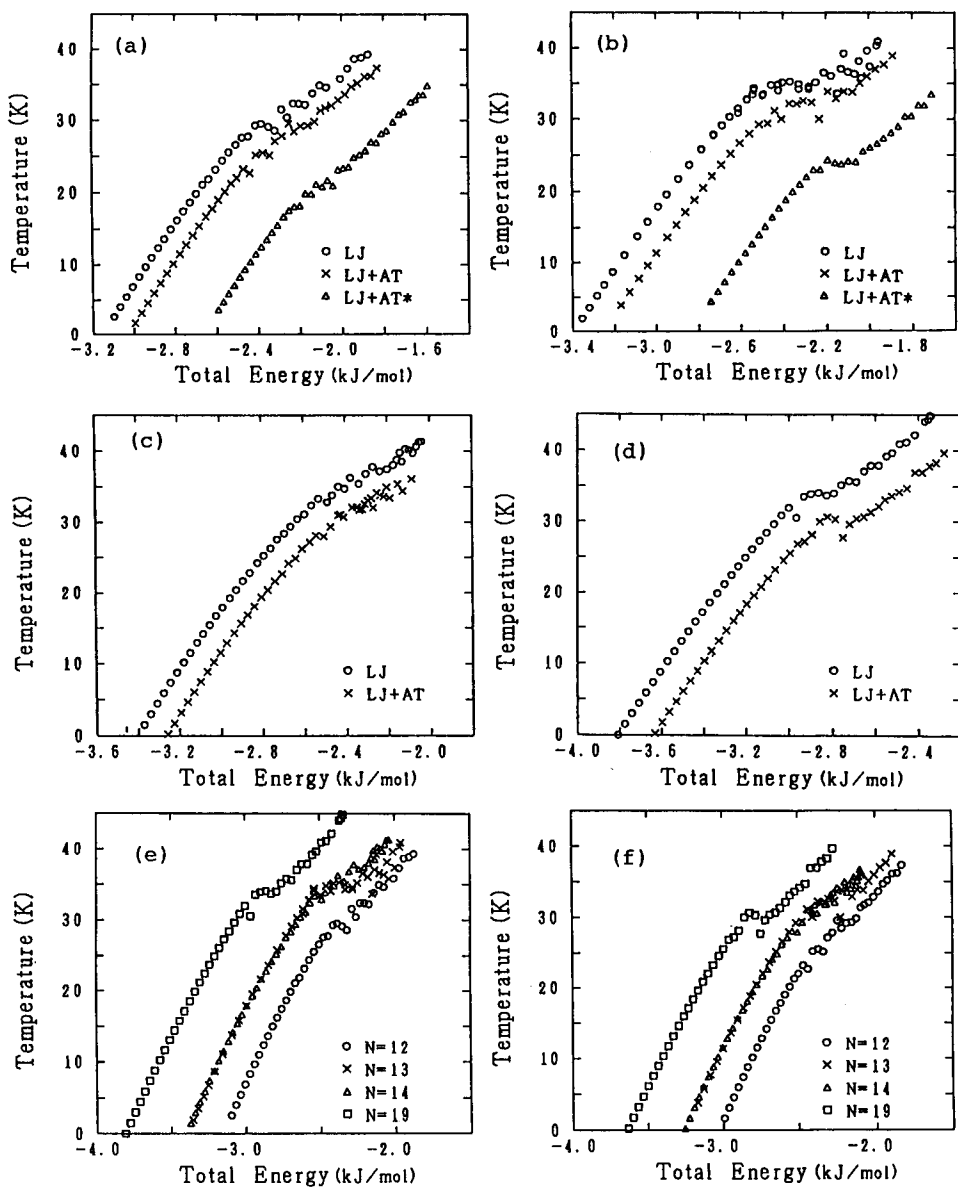 (a)
Temperature (K)
40
30
20
10
0
○ LJ
× LJ+AT
△ LJ+AT*
-3.2 -2.8 -2.4 -2.0 -1.6
Total Energy (kJ/mol)
(b)
Temperature (K)
40
30
20
10
0
○ LJ
× LJ+AT
△ LJ+AT*
-3.4 -3.0 -2.6 -2.2 -1.8
Total Energy (kJ/mol)
(c)
Temperature (K)
40
30
20
10
0
○ LJ
× LJ+AT
-3.6 -3.2 -2.8 -2.4 -2.0
Total Energy (kJ/mol)
(d)
Temperature (K)
40
30
20
10
0
○ LJ
× LJ+AT
-4.0 -3.6 -3.2 -2.8 -2.4
Total Energy (kJ/mol)
(e)
Temperature (K)
40
30
20
10
0
○ N=12
× N=13
△ N=14
□ N=19
-4.0 -3.0 -2.0
Total Energy (kJ/mol)
(f)
Temperature (K)
40
30
20
10
0
○ N=12
× N=13
△ N=14
□ N=19
-4.0 -3.0 -2.0
Total Energy (kJ/mol)